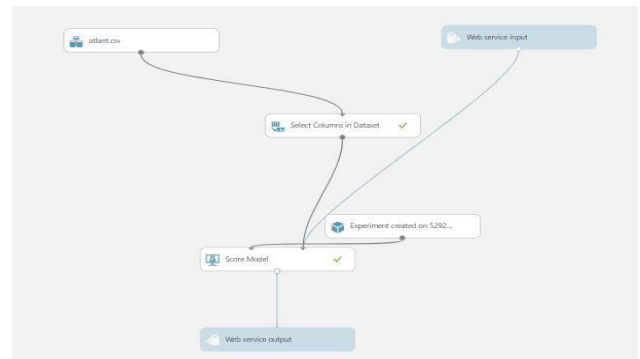 atlant.csv
Web service input
Select Columns in Dataset
Experiment created on 5292...
Score Model
Web service output